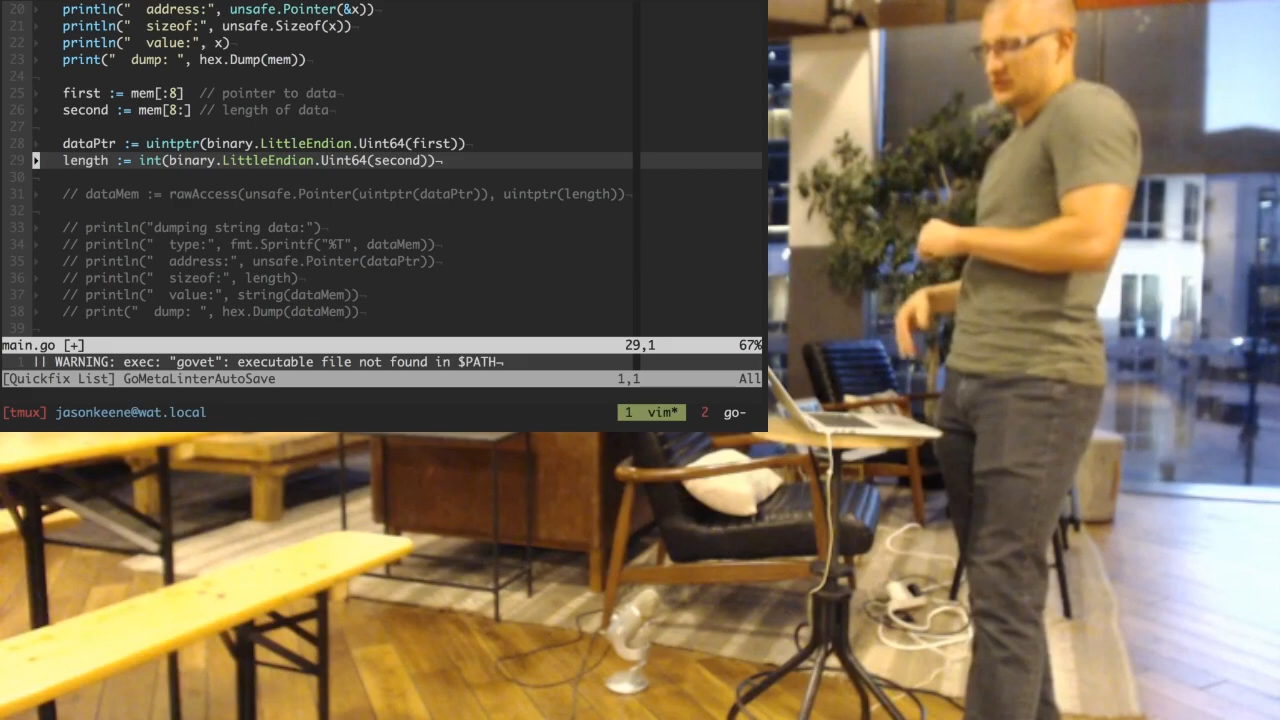 20 println("  address:", unsafe.Pointer(&x))¬
21 println("  sizeof:", unsafe.Sizeof(x))¬
22 println("  value:", x)¬
23 print("  dump: ", hex.Dump(mem))¬
24 ¬
25 first := mem[:8]  // pointer to data¬
26 second := mem[8:] // length of data¬
27 ¬
28 dataPtr := uintptr(binary.LittleEndian.Uint64(first))¬
29 length := int(binary.LittleEndian.Uint64(second))¬
30 ¬
31 // dataMem := rawAccess(unsafe.Pointer(uintptr(dataPtr)), uintptr(length))¬
32 ¬
33 // println("dumping string data:")¬
34 // println("  type:", fmt.Sprintf("%T", dataMem))¬
35 // println("  address:", unsafe.Pointer(dataPtr))¬
36 // println("  sizeof:", length)¬
37 // println("  value:", string(dataMem))¬
38 // print("  dump: ", hex.Dump(dataMem))¬
39 ¬
main.go [+] 29,1 67%
1 || WARNING: exec: "govet": executable file not found in $PATH¬
[Quickfix List] GoMetaLinterAutoSave 1,1 All
[tmux] jasonkeene@wat.local 1 vim* 2 go-